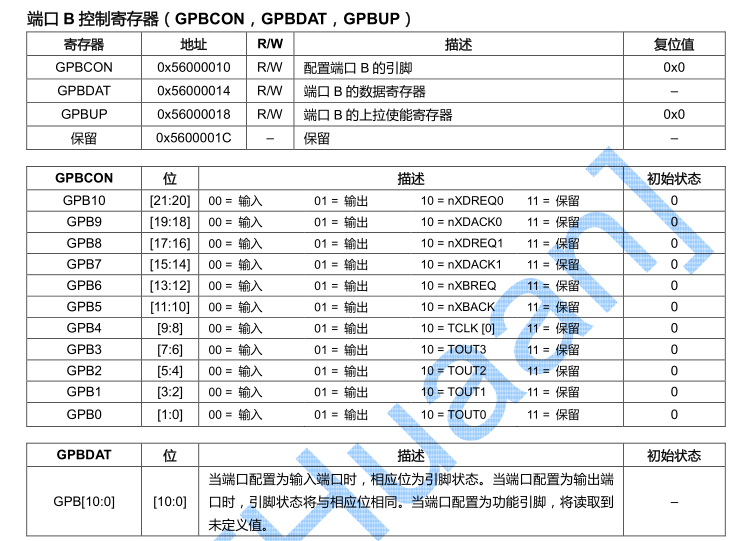 端口 B 控制寄存器（GPBCON，GPBDAT，GPBUP）
寄存器 地址 R/W 描述 复位值
GPBCON 0x56000010 R/W 配置端口 B 的引脚 0x0
GPBDAT 0x56000014 R/W 端口 B 的数据寄存器 –
GPBUP 0x56000018 R/W 端口 B 的上拉使能寄存器 0x0
保留 0x5600001C – 保留 –
GPBCON 位 描述 初始状态
GPB10 [21:20] 00 = 输入 01 = 输出 10 = nXDREQ0 11 = 保留 0
GPB9 [19:18] 00 = 输入 01 = 输出 10 = nXDACK0 11 = 保留 0
GPB8 [17:16] 00 = 输入 01 = 输出 10 = nXDREQ1 11 = 保留 0
GPB7 [15:14] 00 = 输入 01 = 输出 10 = nXDACK1 11 = 保留 0
GPB6 [13:12] 00 = 输入 01 = 输出 10 = nXBREQ 11 = 保留 0
GPB5 [11:10] 00 = 输入 01 = 输出 10 = nXBACK 11 = 保留 0
GPB4 [9:8] 00 = 输入 01 = 输出 10 = TCLK [0] 11 = 保留 0
GPB3 [7:6] 00 = 输入 01 = 输出 10 = TOUT3 11 = 保留 0
GPB2 [5:4] 00 = 输入 01 = 输出 10 = TOUT2 11 = 保留 0
GPB1 [3:2] 00 = 输入 01 = 输出 10 = TOUT1 11 = 保留 0
GPB0 [1:0] 00 = 输入 01 = 输出 10 = TOUT0 11 = 保留 0
GPBDAT 位 描述 初始状态
GPB[10:0] [10:0] 当端口配置为输入端口时，相应位为引脚状态。当端口配置为输出端
口时，引脚状态将与相应位相同。当端口配置为功能引脚，将读取到
未定义值。 –
Huaan]